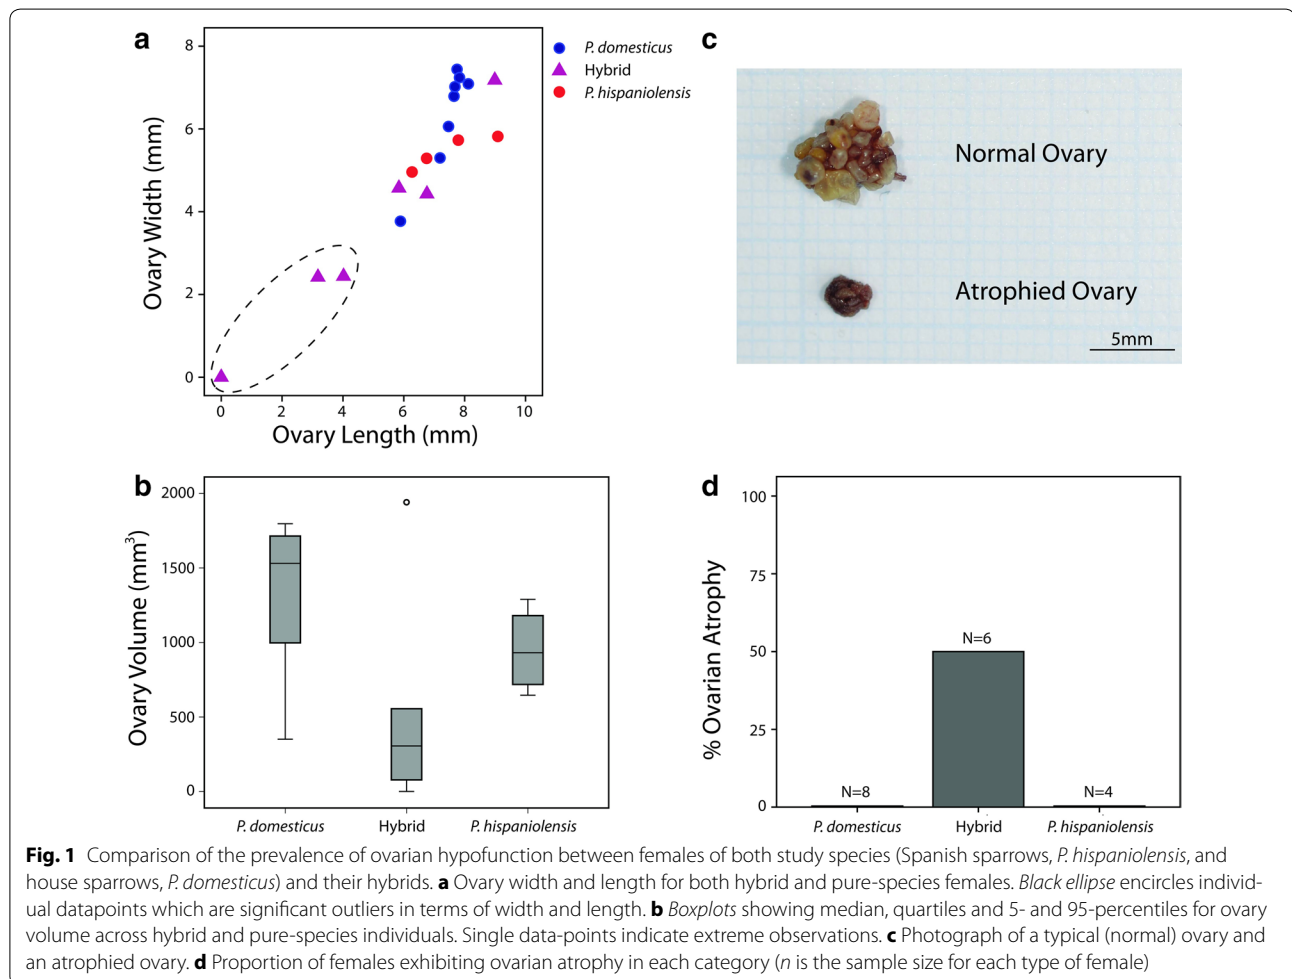 a
8
6
4
2
0
Ovary Width (mm)
0 2 4 6 8 10
Ovary Length (mm)
P. domesticus
Hybrid
P. hispaniolensis
c
Normal Ovary
Atrophied Ovary
5mm
b
2000
1500
1000
500
0
Ovary Volume (mm³)
P. domesticus Hybrid P. hispaniolensis
d
100
75
50
25
0
% Ovarian Atrophy
N=8
N=6
N=4
P. domesticus Hybrid P. hispaniolensis
Fig. 1 Comparison of the prevalence of ovarian hypofunction between females of both study species (Spanish sparrows, P. hispaniolensis, and
house sparrows, P. domesticus) and their hybrids. a Ovary width and length for both hybrid and pure-species females. Black ellipse encircles individ-
ual datapoints which are significant outliers in terms of width and length. b Boxplots showing median, quartiles and 5- and 95-percentiles for ovary
volume across hybrid and pure-species individuals. Single data-points indicate extreme observations. c Photograph of a typical (normal) ovary and
an atrophied ovary. d Proportion of females exhibiting ovarian atrophy in each category (n is the sample size for each type of female)